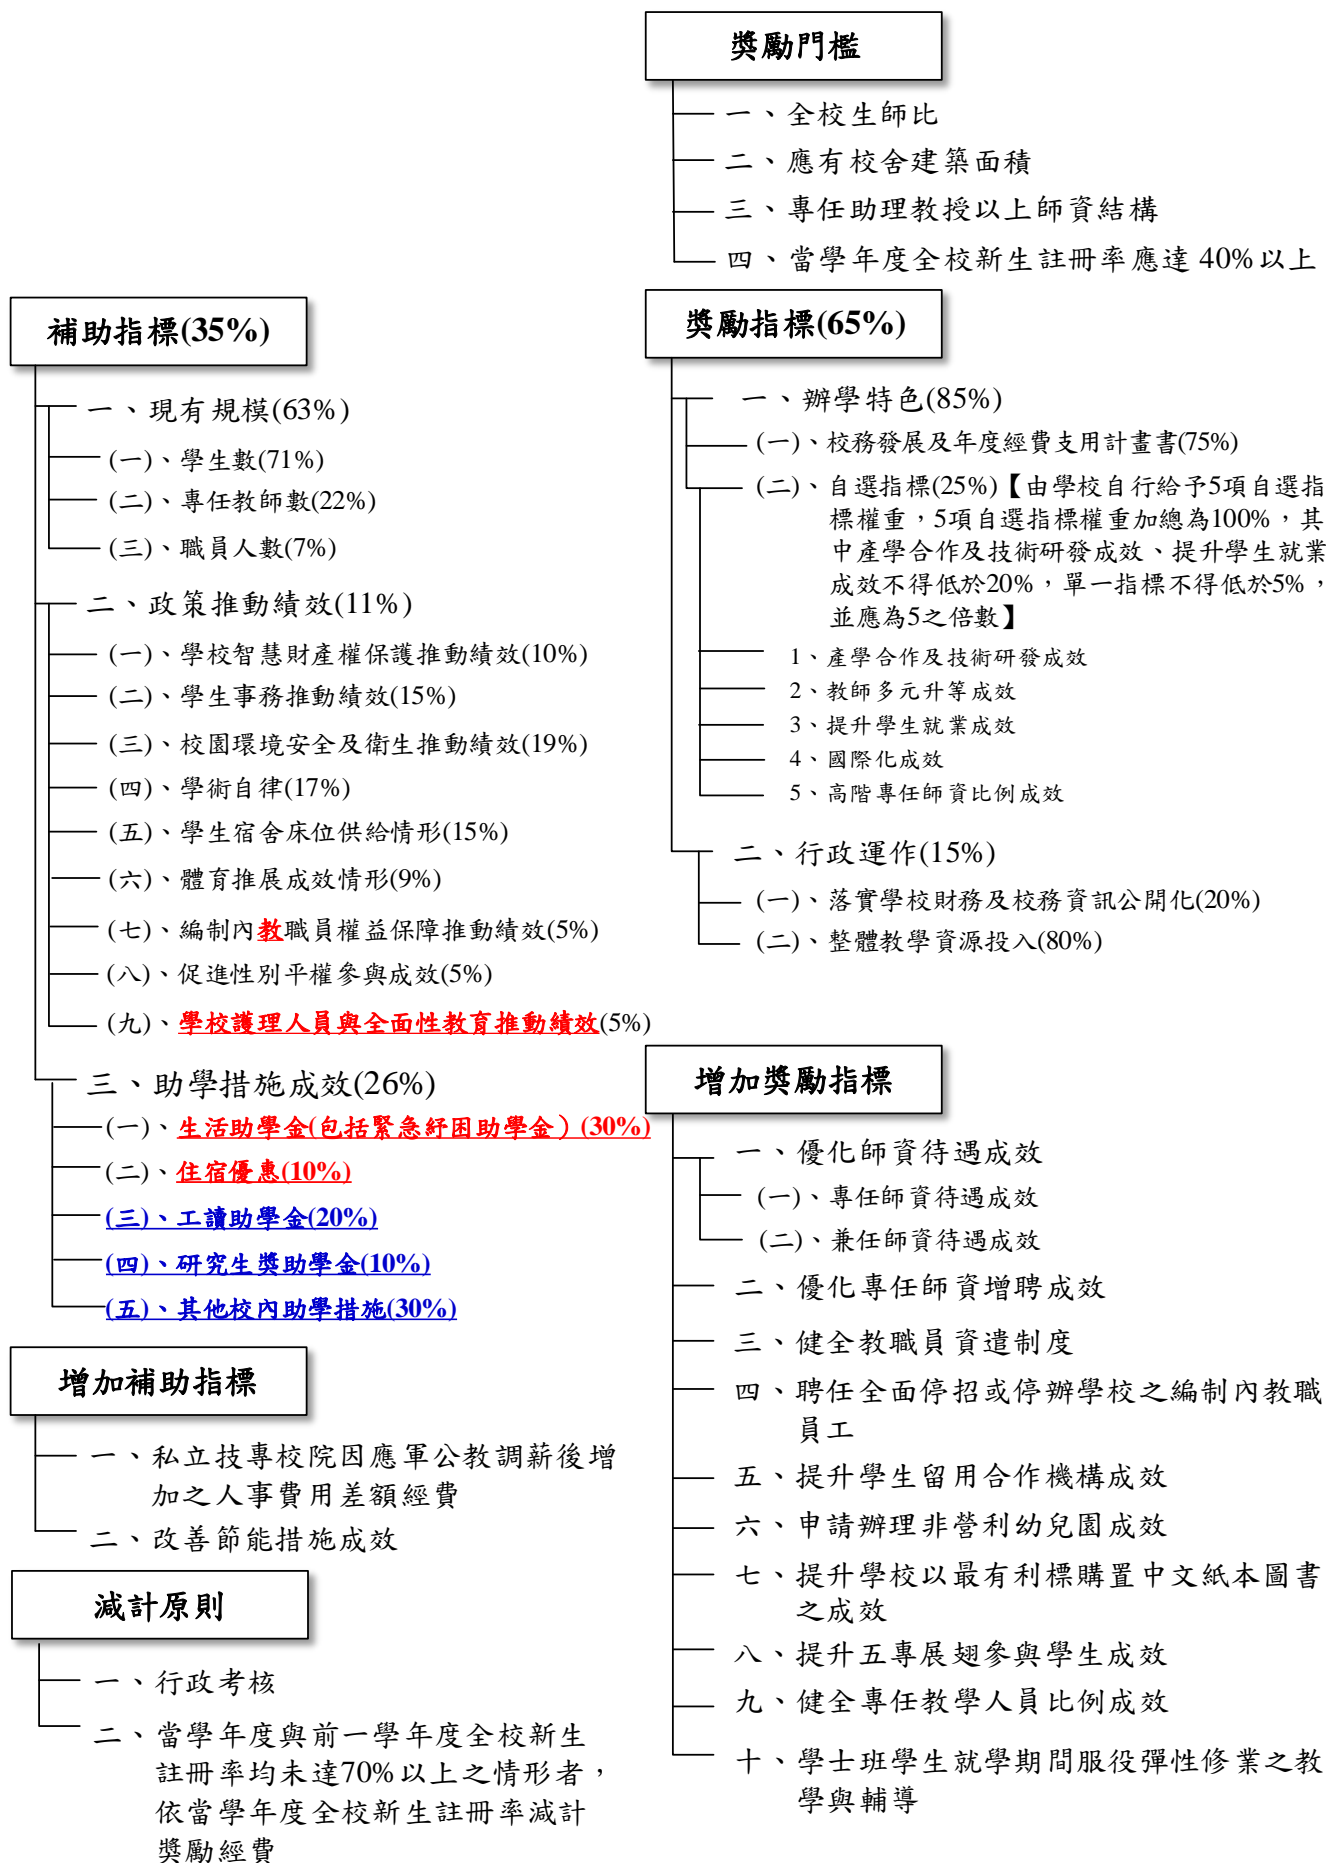 獎勵門檻
一、全校生師比
二、應有校舍建築面積
三、專任助理教授以上師資結構
四、當學年度全校新生註冊率應達 40%以上
補助指標(35%)
一、現有規模(63%)
(一)、學生數(71%)
(二)、專任教師數(22%)
(三)、職員人數(7%)
二、政策推動績效(11%)
(一)、學校智慧財產權保護推動績效(10%)
(二)、學生事務推動績效(15%)
(三)、校園環境安全及衛生推動績效(19%)
(四)、學術自律(17%)
(五)、學生宿舍床位供給情形(15%)
(六)、體育推展成效情形(9%)
(七)、編制內教職員權益保障推動績效(5%)
(八)、促進性別平權參與成效(5%)
(九)、學校護理人員與全面性教育推動績效(5%)
三、助學措施成效(26%)
(一)、生活助學金(包括緊急紓困助學金）(30%)
(二)、住宿優惠(10%)
(三)、工讀助學金(20%)
(四)、研究生獎助學金(10%)
(五)、其他校內助學措施(30%)
增加補助指標
一、私立技專校院因應軍公教調薪後增
加之人事費用差額經費
二、改善節能措施成效
減計原則
一、行政考核
二、當學年度與前一學年度全校新生
註冊率均未達70%以上之情形者，
依當學年度全校新生註冊率減計
獎勵經費
獎勵指標(65%)
一、辦學特色(85%)
(一)、校務發展及年度經費支用計畫書(75%)
(二)、自選指標(25%)【由學校自行給予5項自選指
標權重，5項自選指標權重加總為100%，其
中產學合作及技術研發成效、提升學生就業
成效不得低於20%，單一指標不得低於5%，
並應為5之倍數】
1、產學合作及技術研發成效
2、教師多元升等成效
3、提升學生就業成效
4、國際化成效
5、高階專任師資比例成效
二、行政運作(15%)
(一)、落實學校財務及校務資訊公開化(20%)
(二)、整體教學資源投入(80%)
增加獎勵指標
一、優化師資待遇成效
(一)、專任師資待遇成效
(二)、兼任師資待遇成效
二、優化專任師資增聘成效
三、健全教職員資遣制度
四、聘任全面停招或停辦學校之編制內教職
員工
五、提升學生留用合作機構成效
六、申請辦理非營利幼兒園成效
七、提升學校以最有利標購置中文紙本圖書
之成效
八、提升五專展翅參與學生成效
九、健全專任教學人員比例成效
十、學士班學生就學期間服役彈性修業之教
學與輔導